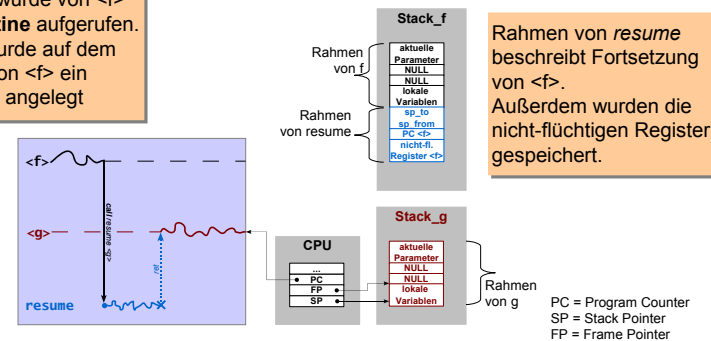 wurde von <f>
tine aufgerufen.
urde auf dem
on <f> ein
angelegt
Stack_f
Rahmen
von f
aktuelle
Parameter
NULL
NULL
lokale
Variablen
Rahmen
von resume
sp_to
sp_from
PC <f>
nicht-fl.
Register <f>
Rahmen von resume
beschreibt Fortsetzung
von <f>.
Außerdem wurden die
nicht-flüchtigen Register
gespeichert.
<f>
call resume <g>
<g>
ret
resume
CPU
...
PC
FP
SP
Stack_g
aktuelle
Parameter
NULL
NULL
lokale
Variablen
Rahmen
von g
PC = Program Counter
SP = Stack Pointer
FP = Frame Pointer